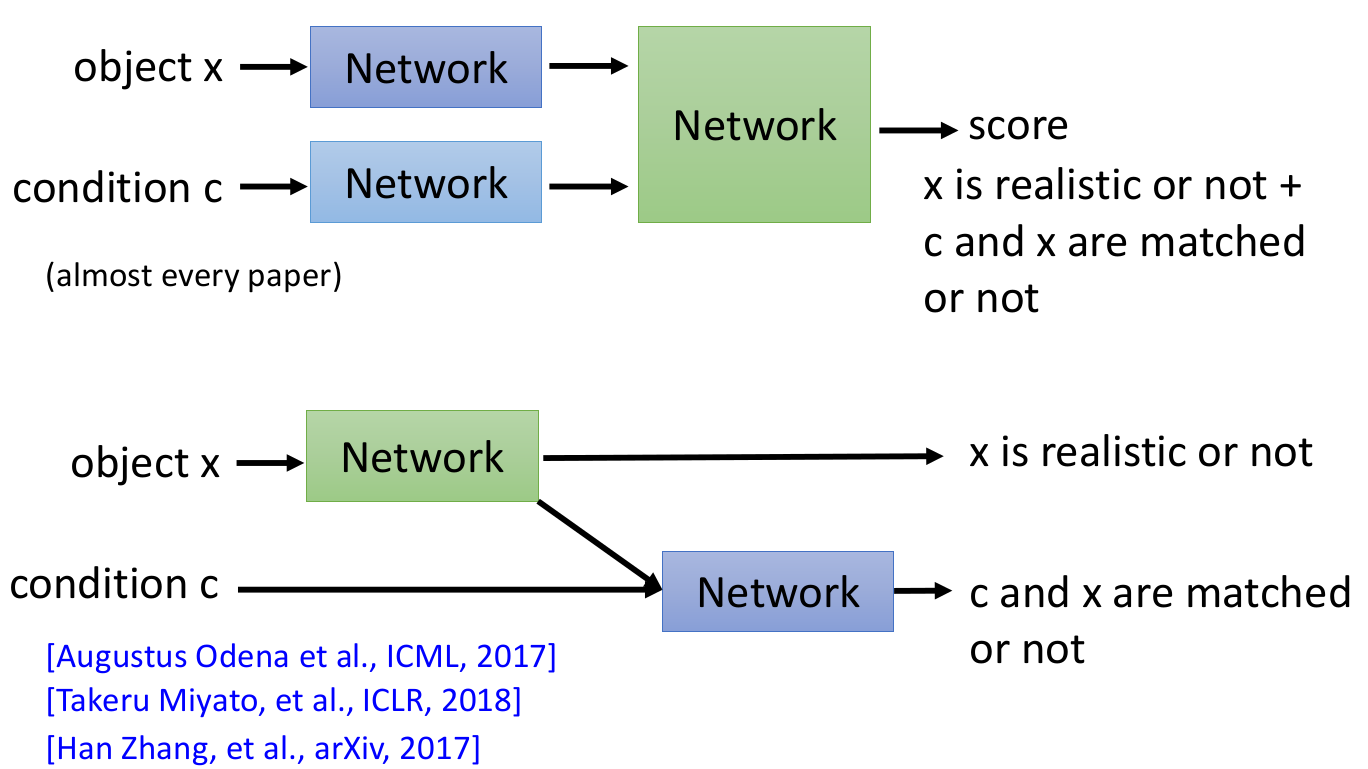 object x
Network
Network
score
condition c
Network
x is realistic or not +
c and x are matched
or not
(almost every paper)
object x
Network
x is realistic or not
condition c
Network
c and x are matched
or not
[Augustus Odena et al., ICML, 2017]
[Takeru Miyato, et al., ICLR, 2018]
[Han Zhang, et al., arXiv, 2017]